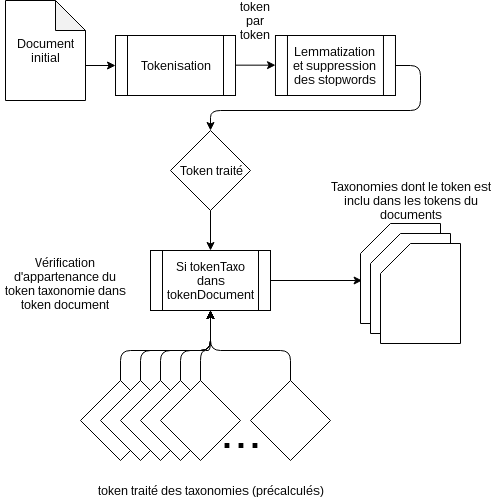 token
par
token
Document
initial
Tokenisation
Lemmatization
et suppression
des stopwords
Token traité
Taxonomies dont le token est
inclu dans les tokens du
documents
Vérification
d'appartenance du
token taxonomie dans
token document
Si tokenTaxo
dans
tokenDocument
...
token traité des taxonomies (précalculés)